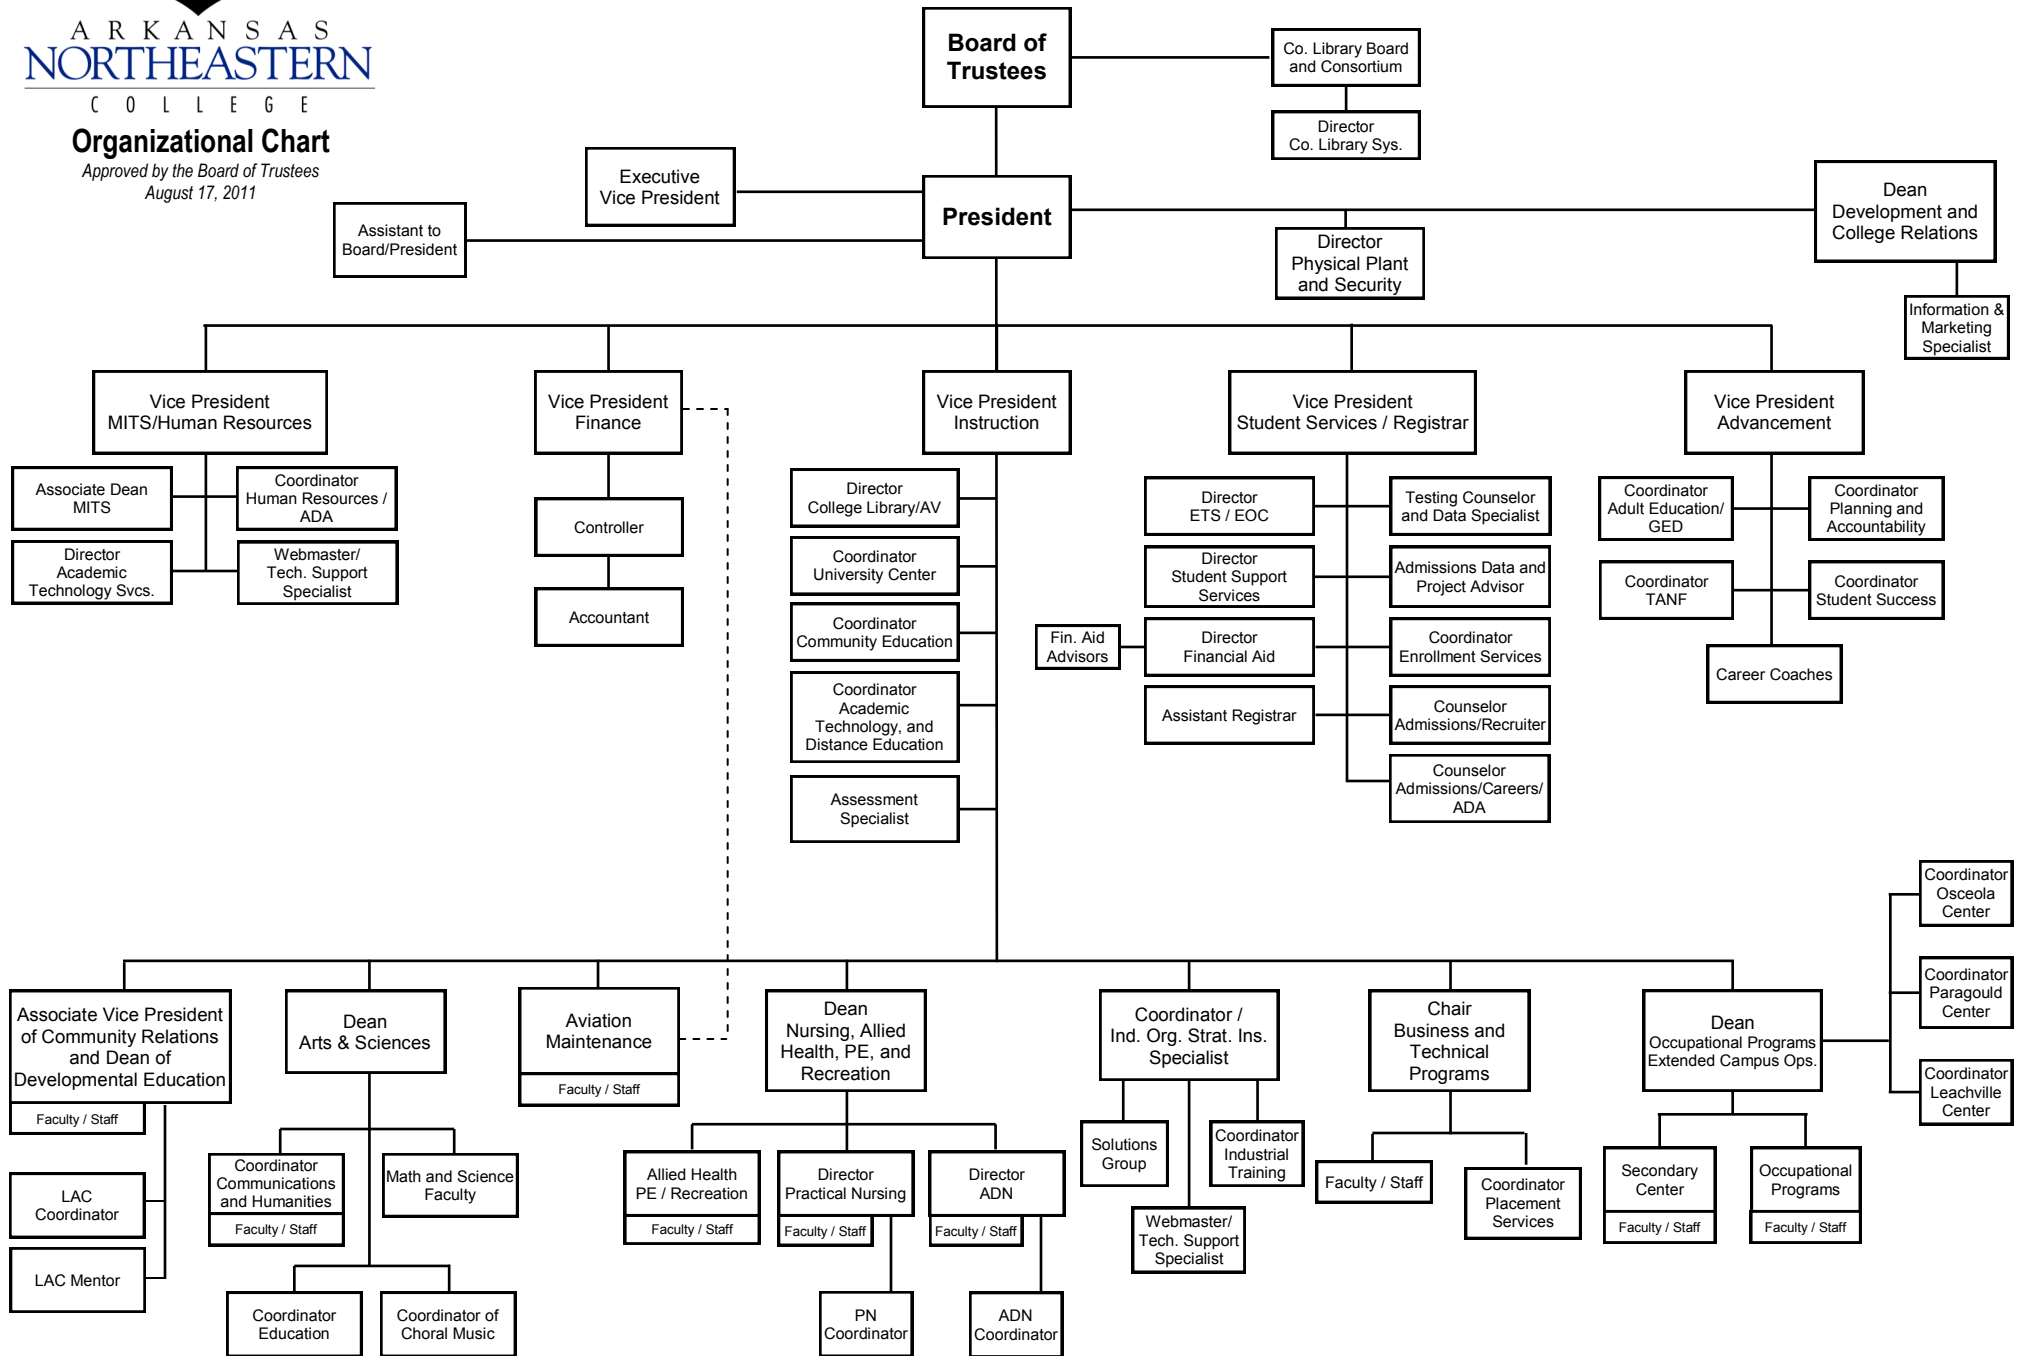 ARKANSAS
NORTHEASTERN
COLLEGE
Organizational Chart
Approved by the Board of Trustees
August 17, 2011
Board of
Trustees
Co. Library Board
and Consortium
Director
Co. Library Sys.
Executive
Vice President
Assistant to
Board/President
President
Director
Physical Plant
and Security
Dean
Development and
College Relations
Information &
Marketing
Specialist
Vice President
MITS/Human Resources
Vice President
Finance
Vice President
Instruction
Vice President
Student Services / Registrar
Vice President
Advancement
Associate Dean
MITS
Coordinator
Human Resources /
ADA
Director
Academic
Technology Svcs.
Webmaster/
Tech. Support
Specialist
Controller
Accountant
Director
College Library/AV
Coordinator
University Center
Coordinator
Community Education
Coordinator
Academic
Technology, and
Distance Education
Assessment
Specialist
Director
ETS / EOC
Testing Counselor
and Data Specialist
Director
Student Support
Services
Admissions Data and
Project Advisor
Fin. Aid
Advisors
Director
Financial Aid
Coordinator
Enrollment Services
Assistant Registrar
Counselor
Admissions/Recruiter
Counselor
Admissions/Careers/
ADA
Coordinator
Adult Education/
GED
Coordinator
Planning and
Accountability
Coordinator
TANF
Coordinator
Student Success
Career Coaches
Coordinator
Osceola
Center
Coordinator
Paragould
Center
Coordinator
Leachville
Center
Associate Vice President
of Community Relations
and Dean of
Developmental Education
Faculty / Staff
LAC
Coordinator
LAC Mentor
Dean
Arts & Sciences
Coordinator
Communications
and Humanities
Faculty / Staff
Math and Science
Faculty
Coordinator
Education
Coordinator of
Choral Music
Aviation
Maintenance
Faculty / Staff
Dean
Nursing, Allied
Health, PE, and
Recreation
Allied Health
PE / Recreation
Faculty / Staff
Director
Practical Nursing
Faculty / Staff
Director
ADN
Faculty / Staff
PN
Coordinator
ADN
Coordinator
Coordinator /
Ind. Org. Strat. Ins.
Specialist
Solutions
Group
Coordinator
Industrial
Training
Webmaster/
Tech. Support
Specialist
Chair
Business and
Technical
Programs
Faculty / Staff
Coordinator
Placement
Services
Dean
Occupational Programs
Extended Campus Ops.
Secondary
Center
Faculty / Staff
Occupational
Programs
Faculty / Staff